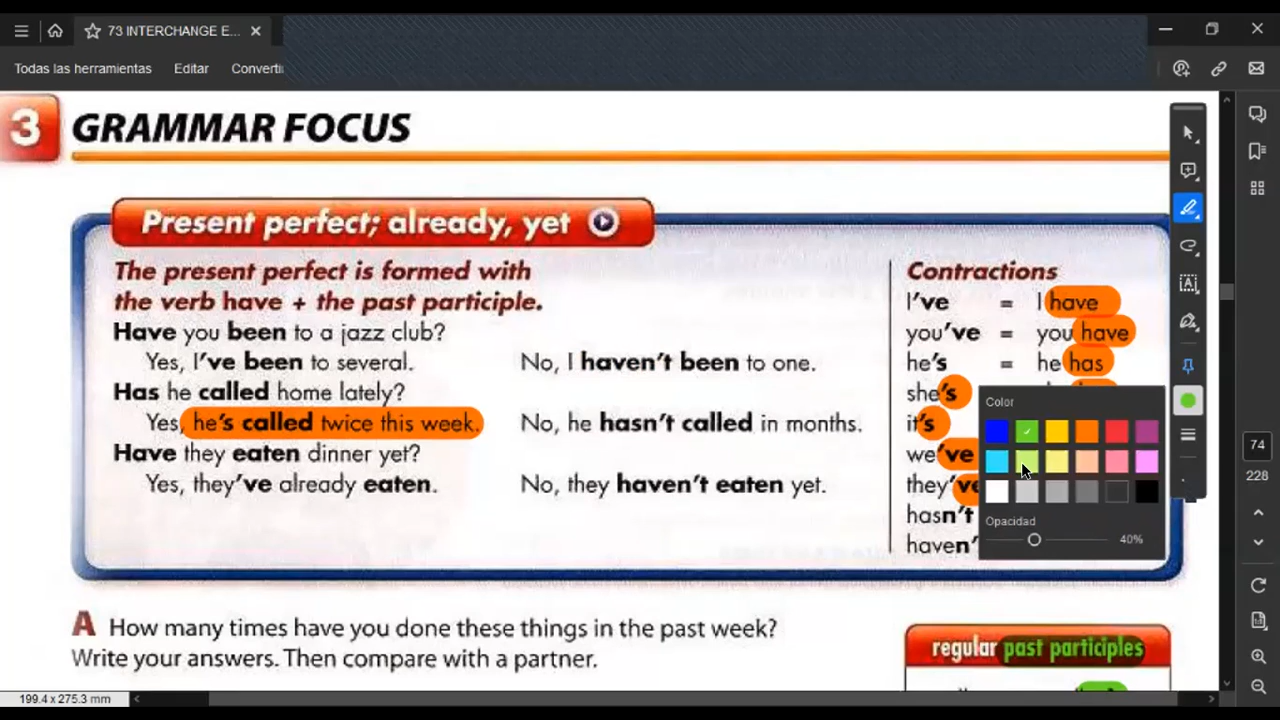 73 INTERCHANGE E...
Todas las herramientas
Editar
Converti
3 GRAMMAR FOCUS
Present perfect; already, yet
The present perfect is formed with
the verb have + the past participle.
Have you been to a jazz club?
Yes, I've been to several.
No, I haven't been to one.
Has he called home lately?
Yes, he's called twice this week.
No, he hasn't called in months.
Have they eaten dinner yet?
Yes, they've already eaten.
No, they haven't eaten yet.
Contractions
I've = I have
you've = you have
he's = he has
she's
it's
we've
they've
hasn't
haven'
Color
Opacidad
40%
74
228
A How many times have you done these things in the past week?
Write your answers. Then compare with a partner.
regular past participles
199.4 x 275.3 mm